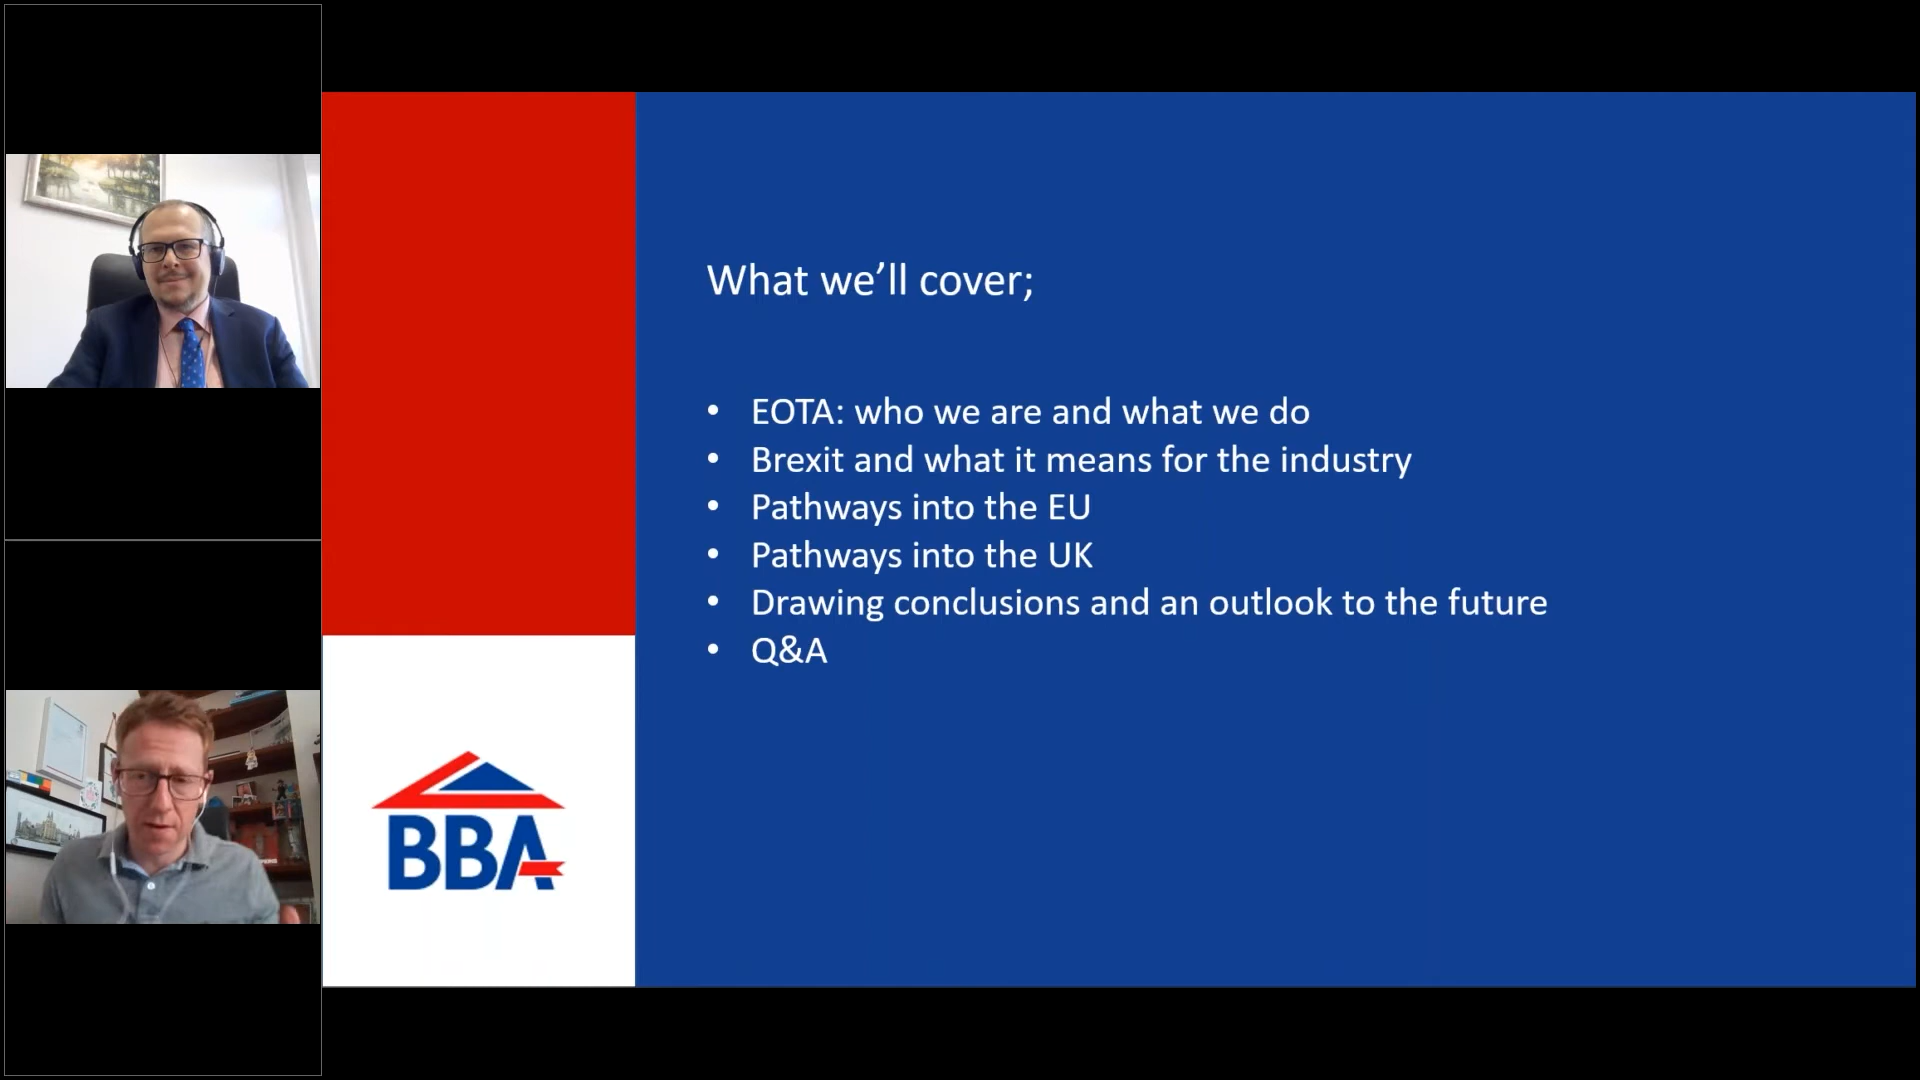 What we’ll cover;
• EOTA: who we are and what we do
• Brexit and what it means for the industry
• Pathways into the EU
• Pathways into the UK
• Drawing conclusions and an outlook to the future
• Q&A
BBA